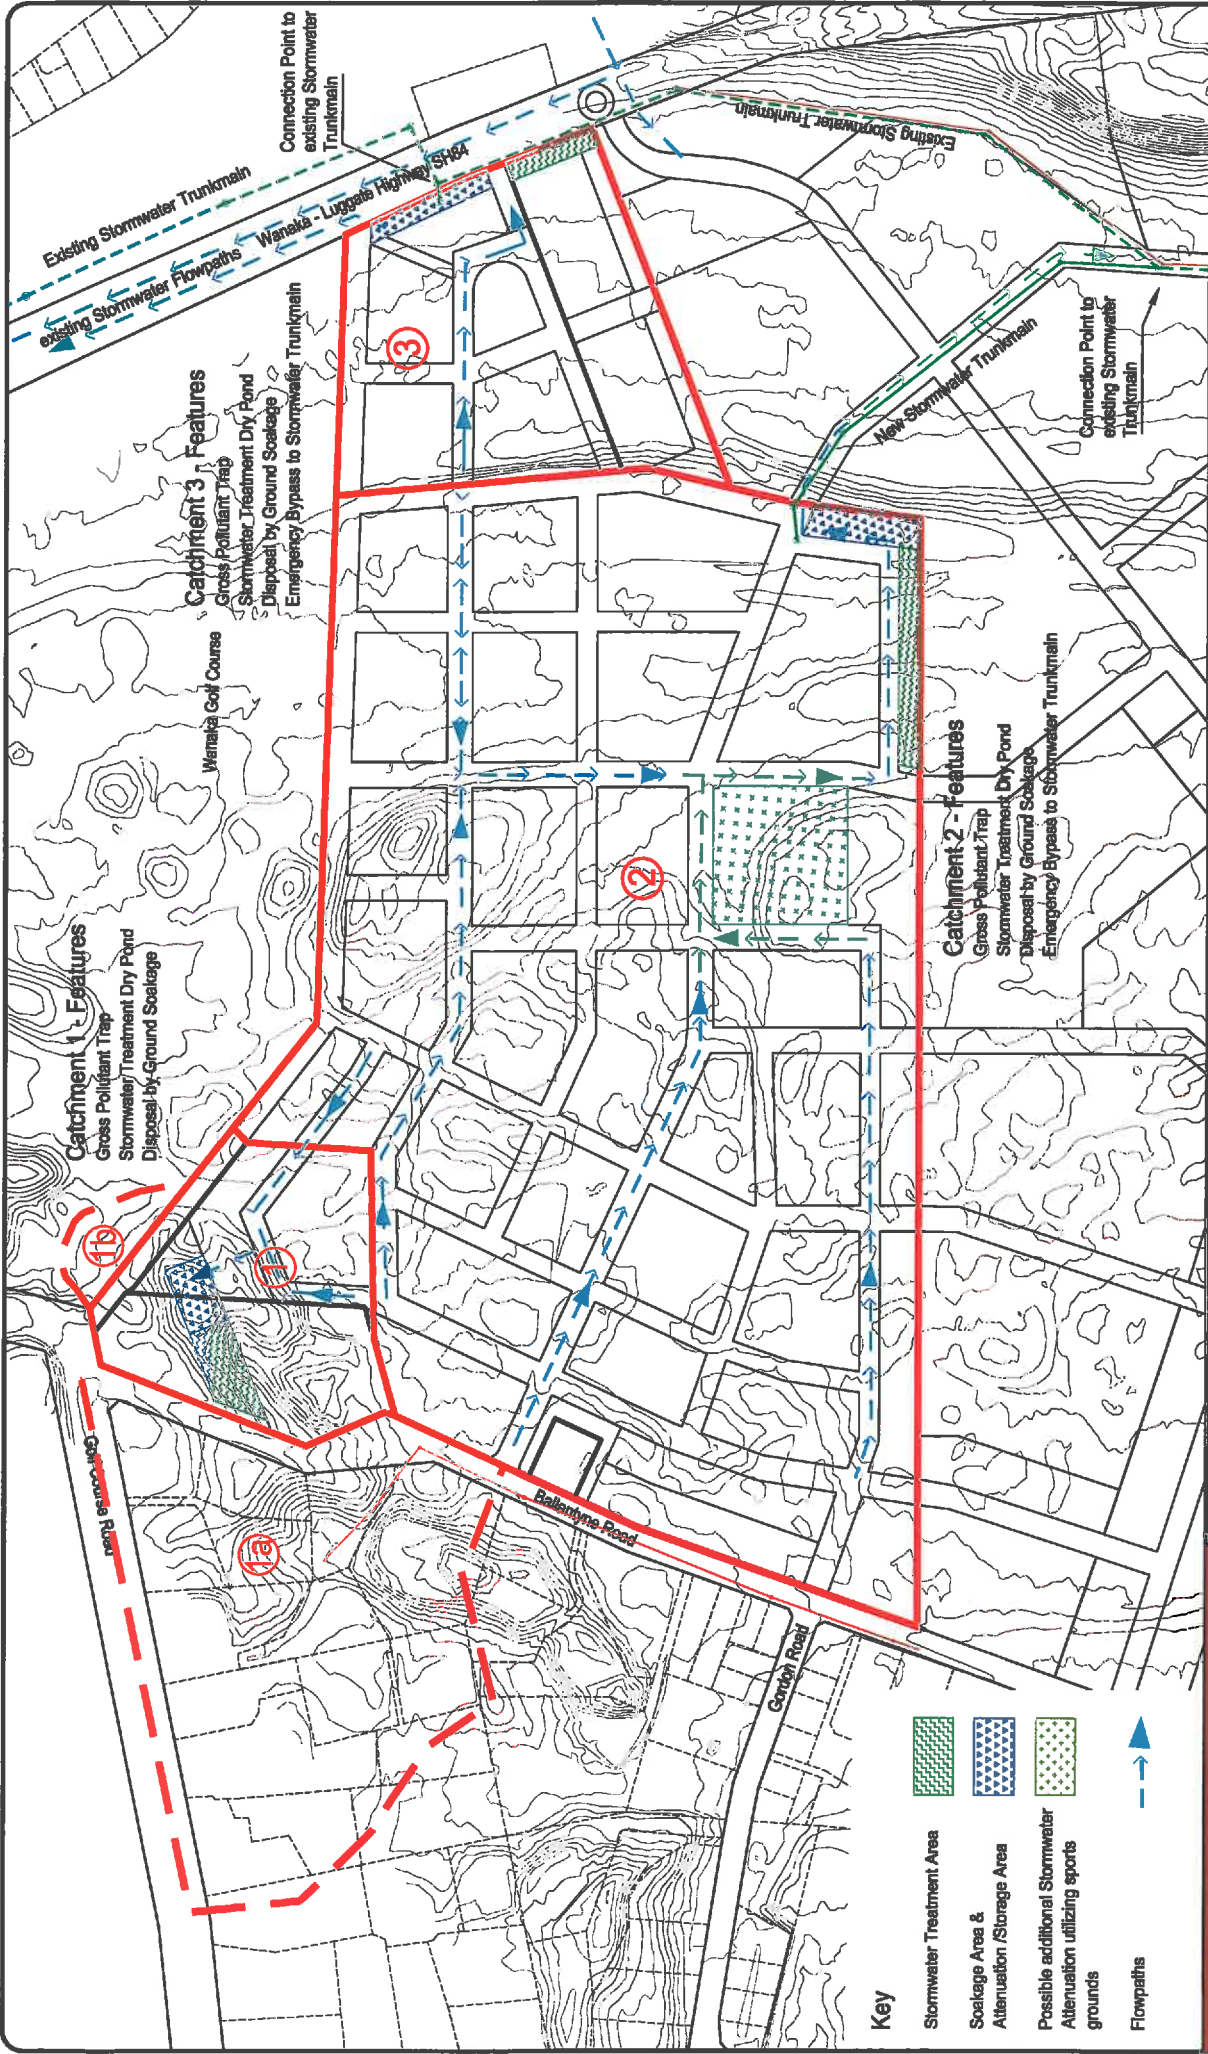 Catchment 1 - Features
Gross Pollutant Trap
Stormwater Treatment Dry Pond
Disposal by Ground Soakage
Wanaka Golf Course
Catchment 3 - Features
Gross Pollutant Trap
Stormwater Treatment Dry Pond
Disposal by Ground Soakage
Emergency Bypass to Stormwater Trunkmain
Existing Stormwater Trunkmain
existing Stormwater Flowpaths
Wanaka - Luggate Highway SH84
Connection Point to
existing Stormwater
Trunkmain
Existing Stormwater Trunkmain
New Stormwater Trunkmain
Connection Point to
existing Stormwater
Trunkmain
Catchment 2 - Features
Gross Pollutant Trap
Stormwater Treatment Dry Pond
Disposal by Ground Soakage
Emergency Bypass to Stormwater Trunkmain
1b
1
1a
2
3
Golf Course Road
Ballantyne Road
Gordon Road
Key
Stormwater Treatment Area
Soakage Area &
Attenuation /Storage Area
Possible additional Stormwater
Attenuation utilizing sports
grounds
Flowpaths